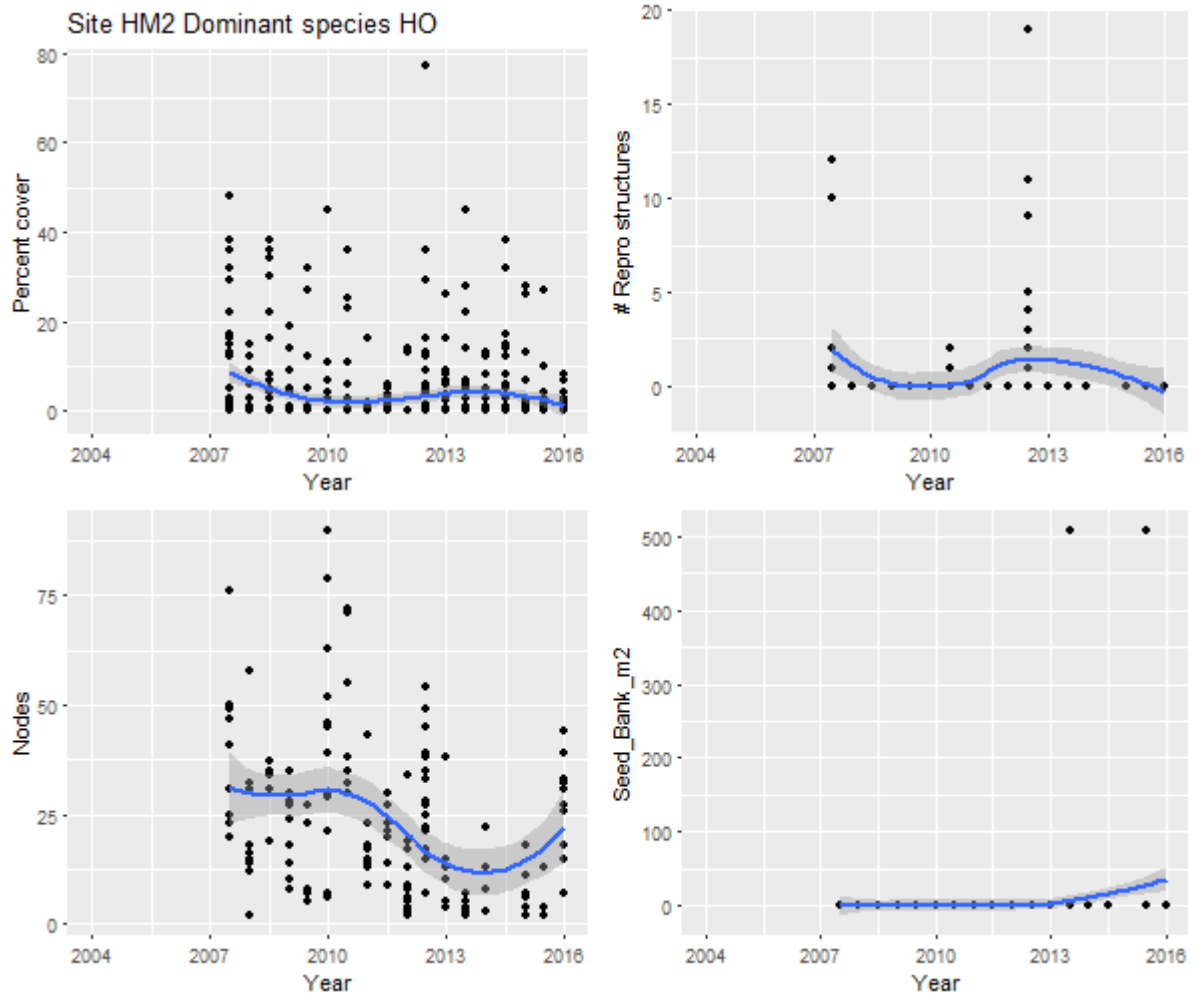 Site HM2 Dominant species HO
80
60
40
20
0
Percent cover
2004 2007 2010 2013 2016
Year
20
15
10
5
0
# Repro structures
2004 2007 2010 2013 2016
Year
75
50
25
0
Nodes
2004 2007 2010 2013 2016
Year
500
400
300
200
100
0
Seed_Bank_m2
2004 2007 2010 2013 2016
Year